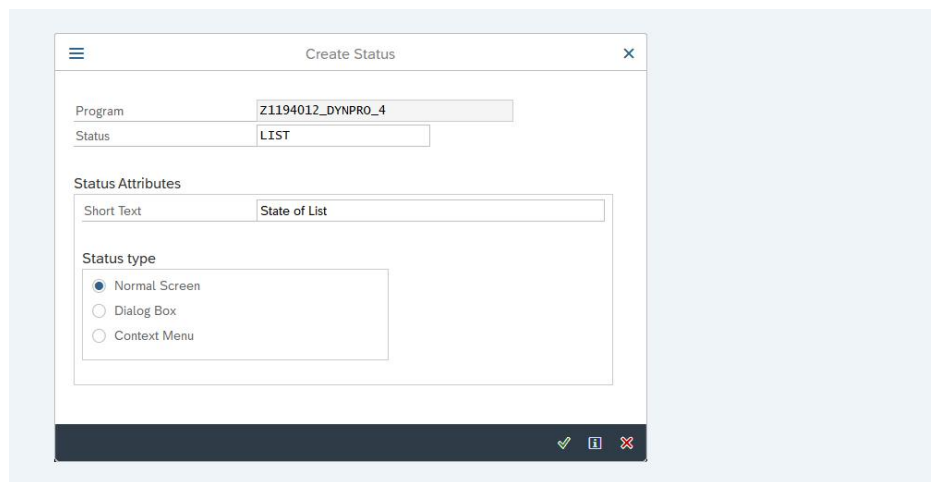 Create Status
Program Z1194012_DYNPRO_4
Status LIST
Status Attributes
Short Text State of List
Status type
Normal Screen
Dialog Box
Context Menu